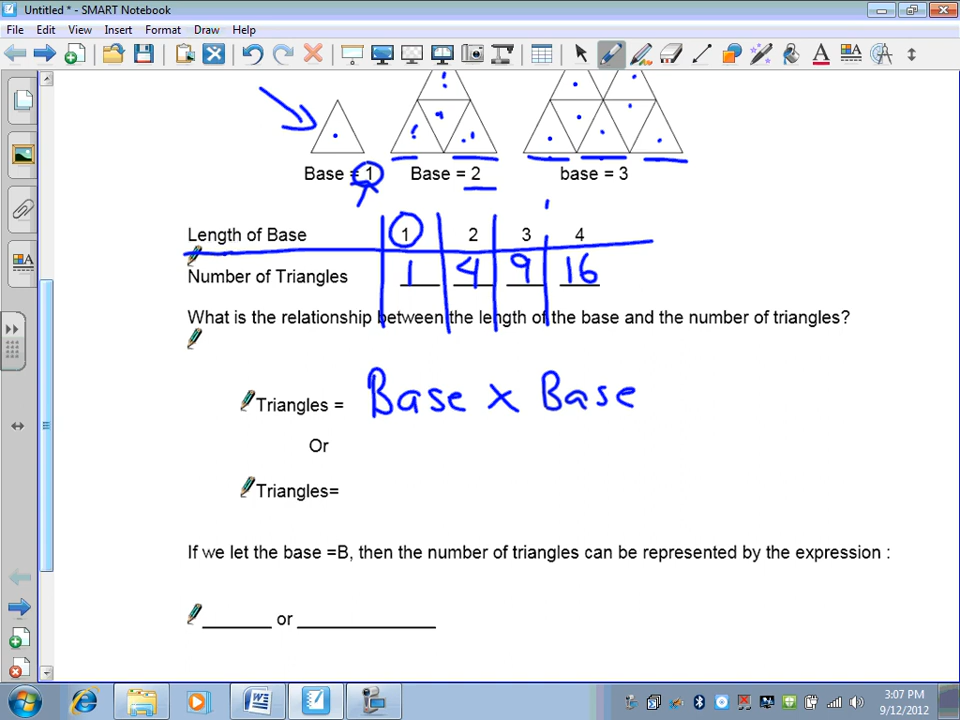 Untitled * - SMART Notebook
File Edit View Insert Format Draw Help
Base = 1 Base = 2 base = 3
Length of Base 1 2 3 4
Number of Triangles 1 4 9 16
What is the relationship between the length of the base and the number of triangles?
Triangles = Base x Base
Or
Triangles=
If we let the base =B, then the number of triangles can be represented by the expression :
_______ or ______________
3:07 PM
9/12/2012